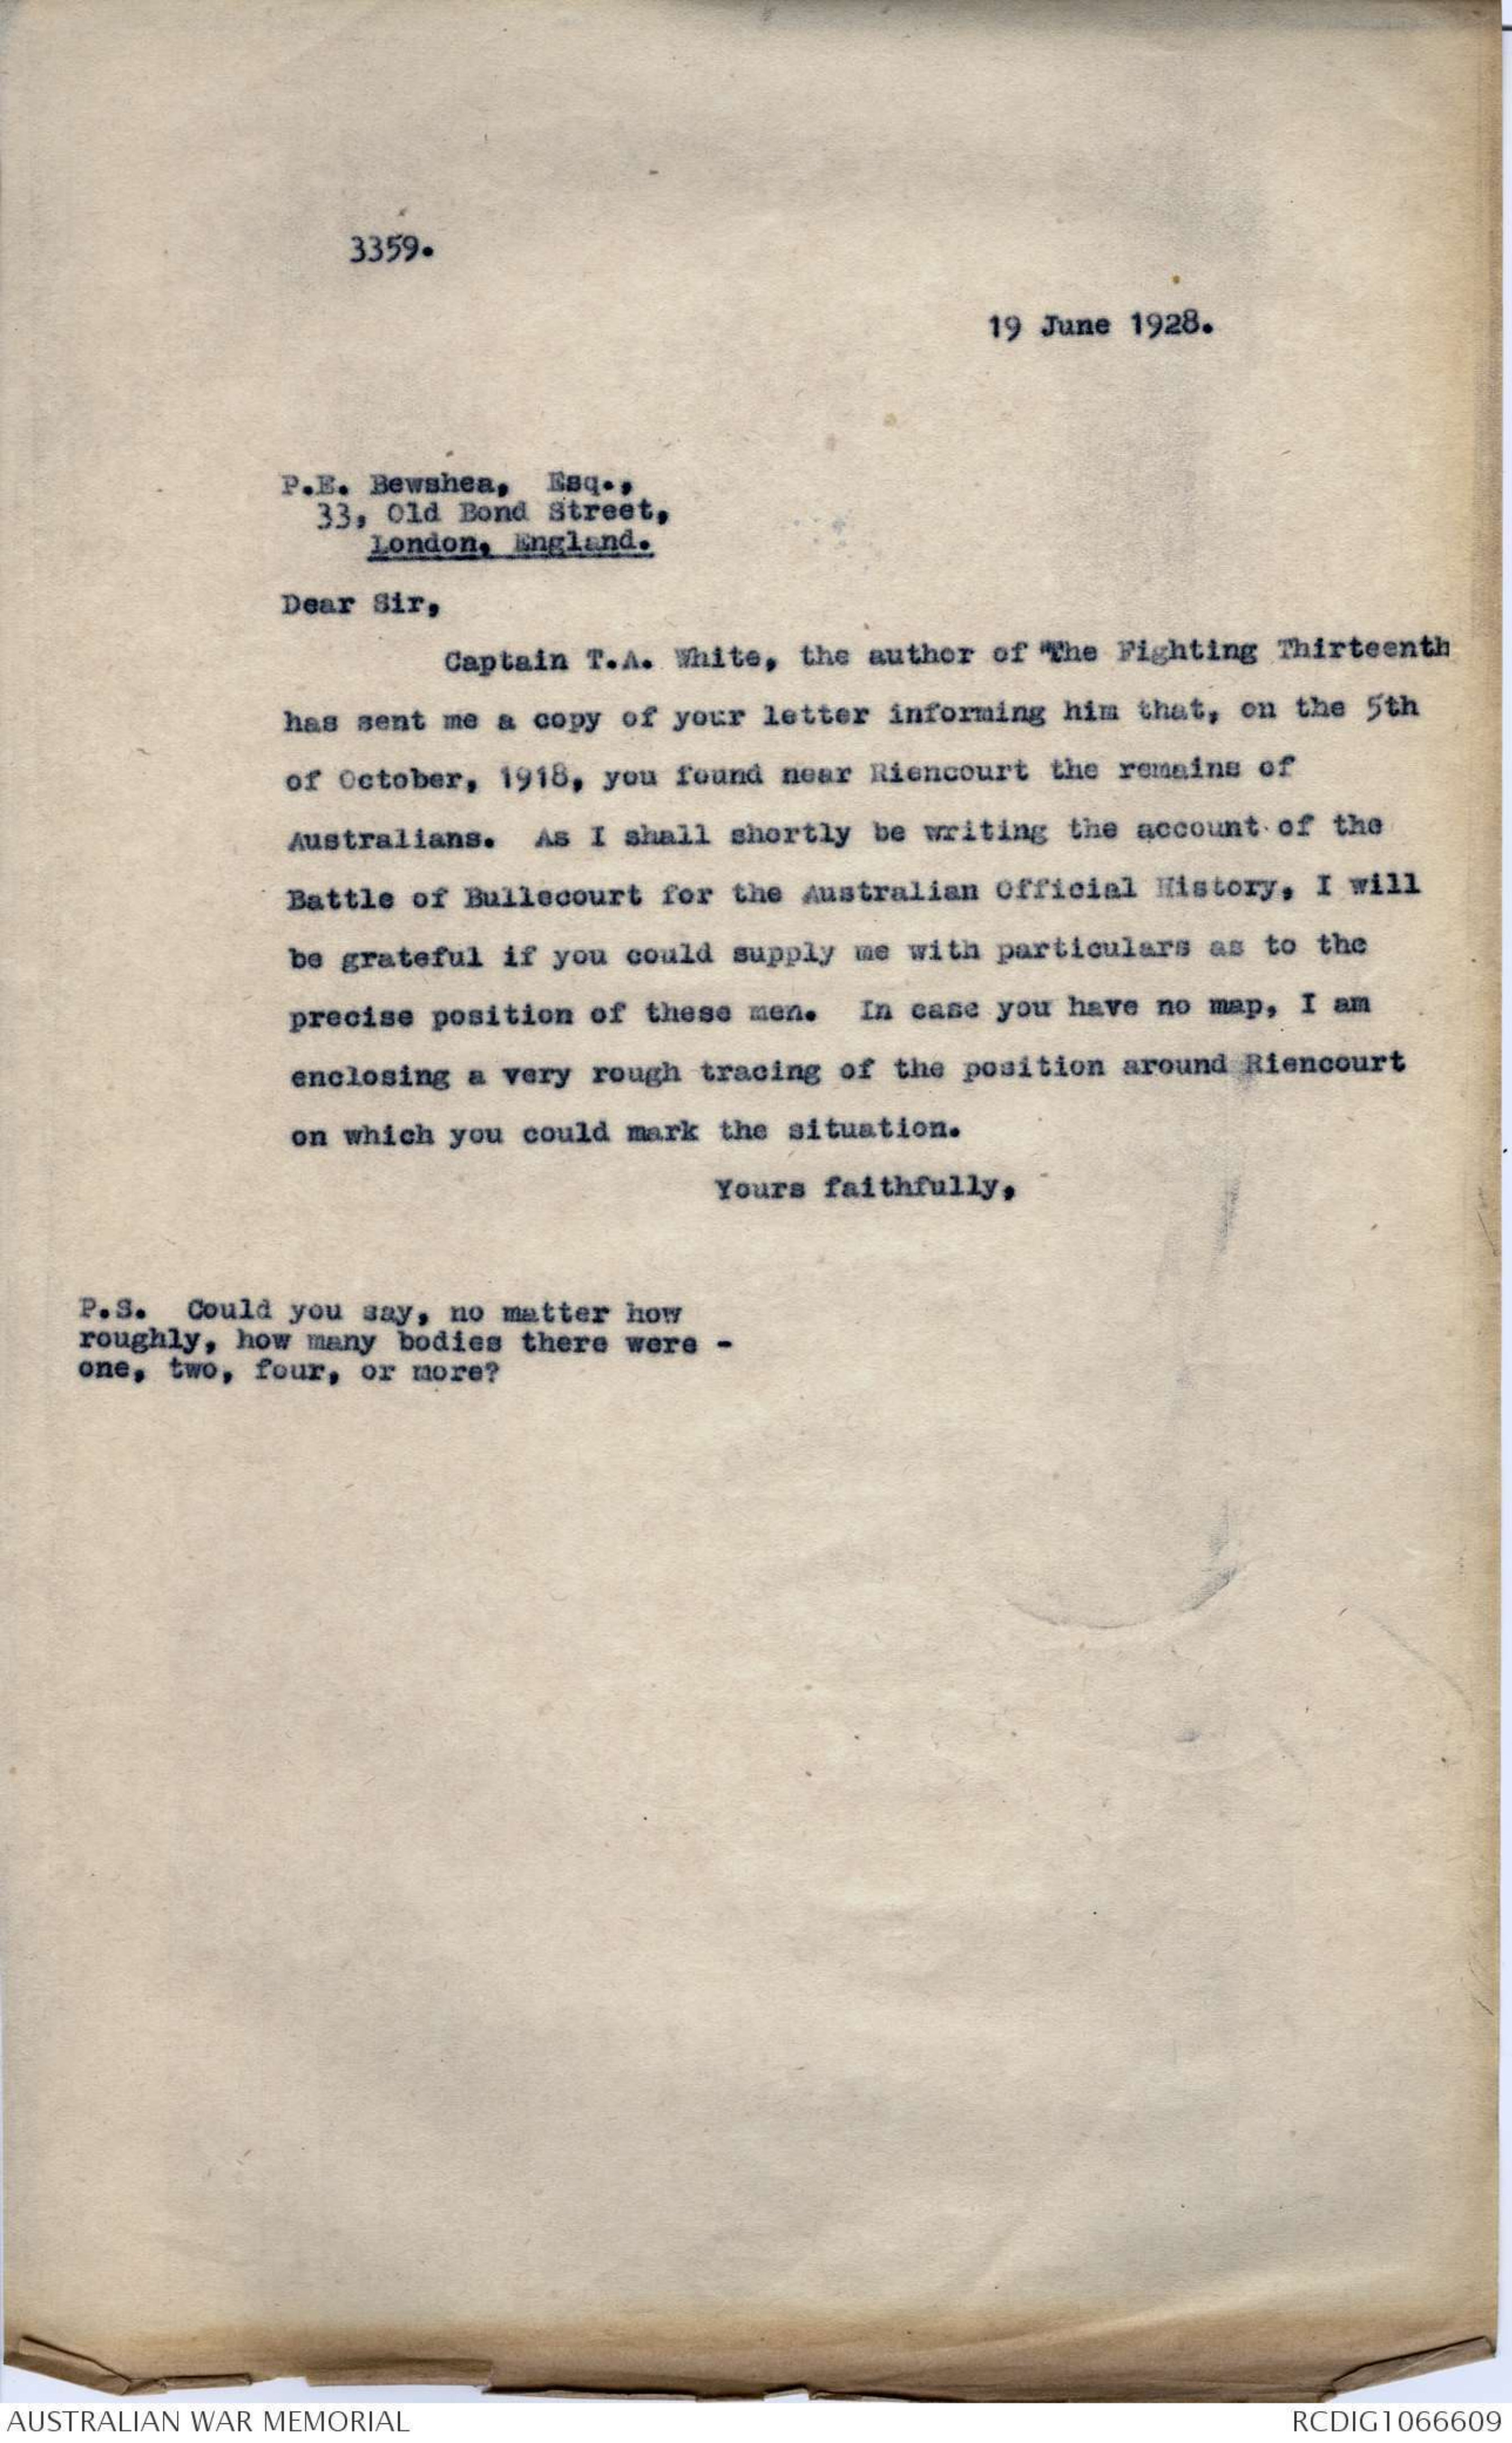 3359.
19 June 1928.
P.E. Bewshea, Esq.,
33, Old Bond Street,
London, England.
Dear Sir,
Captain T.A. White, the author of "The Fighting Thirteenth
has sent me a copy of your letter informing him that, on the 5th
of October, 1918, you found near Riencourt the remains of
Australians. As I shall shortly be writing the account of the
Battle of Bullecourt for the Australian Official History, I will
be grateful if you could supply me with particulars as to the
precise position of these men. In case you have no map, I am
enclosing a very rough tracing of the position around Riencourt
on which you could mark the situation.
Yours faithfully,
P.S. Could you say, no matter how
roughly, how many bodies there were -
one, two, four, or more?
AUSTRALIAN WAR MEMORIAL
RCDIG1066609